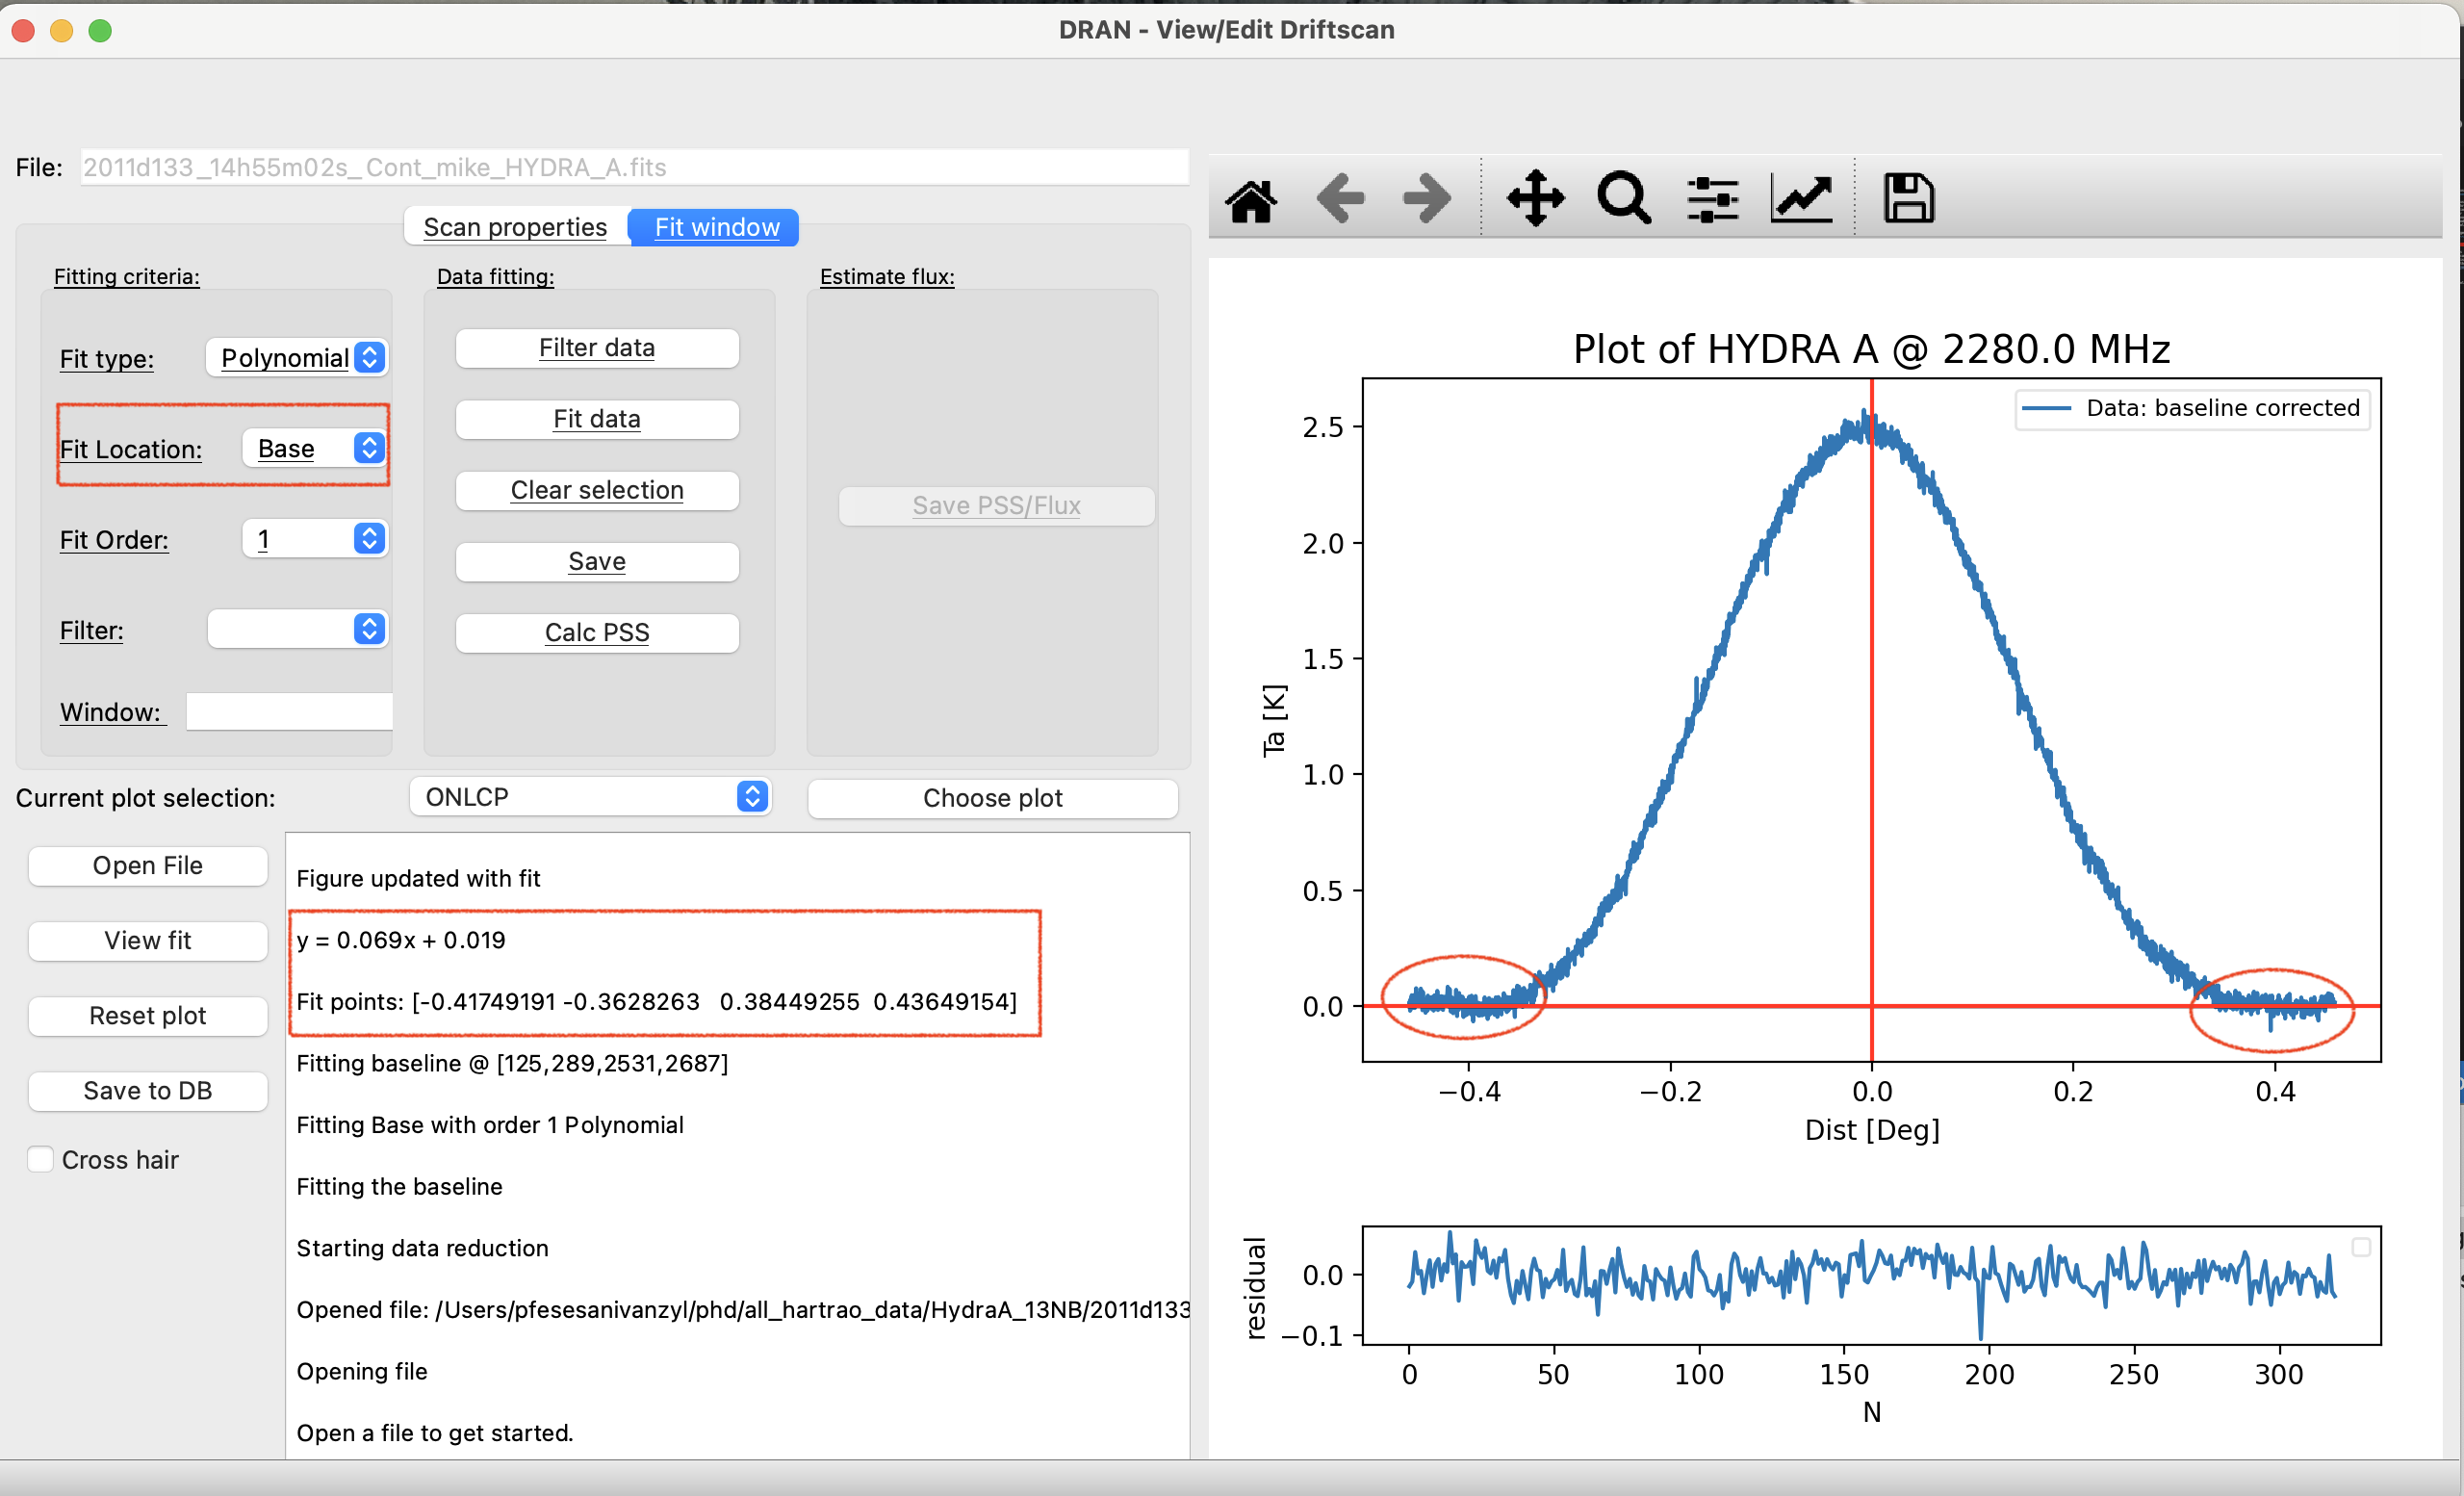 DRAN - View/Edit Driftscan
File: 2011d133_14h55m02s_Cont_mike_HYDRA_A.fits
Scan properties
Fit window
Fitting criteria:
Data fitting:
Estimate flux:
Fit type: Polynomial
Fit Location: Base
Fit Order: 1
Filter:
Window:
Filter data
Fit data
Clear selection
Save
Calc PSS
Save PSS/Flux
Current plot selection:
ONLCP
Choose plot
Open File
View fit
Reset plot
Save to DB
Cross hair
Figure updated with fit
y = 0.069x + 0.019
Fit points: [-0.41749191 -0.3628263 0.38449255 0.43649154]
Fitting baseline @ [125,289,2531,2687]
Fitting Base with order 1 Polynomial
Fitting the baseline
Starting data reduction
Opened file: /Users/pfesesanivanzyl/phd/all_hartrao_data/HydraA_13NB/2011d133
Opening file
Open a file to get started.
Plot of HYDRA A @ 2280.0 MHz
Data: baseline corrected
Ta [K]
2.5
2.0
1.5
1.0
0.5
0.0
−0.4 −0.2 0.0 0.2 0.4
Dist [Deg]
residual
0.0
−0.1
0 50 100 150 200 250 300
N